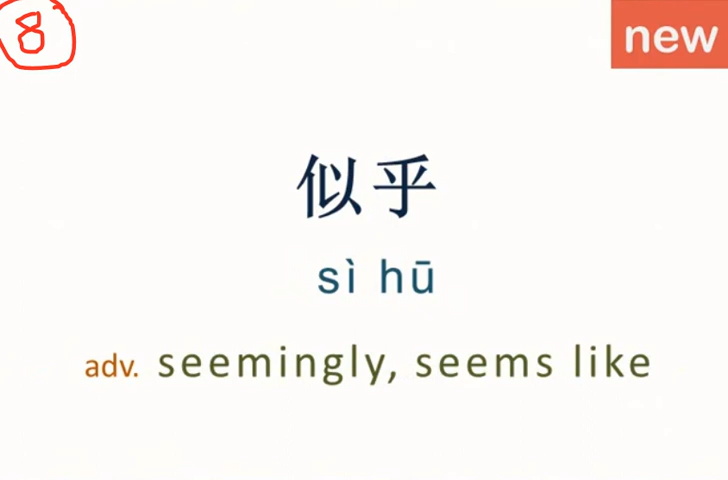 8
new
似乎
sì hū
adv. seemingly, seems like